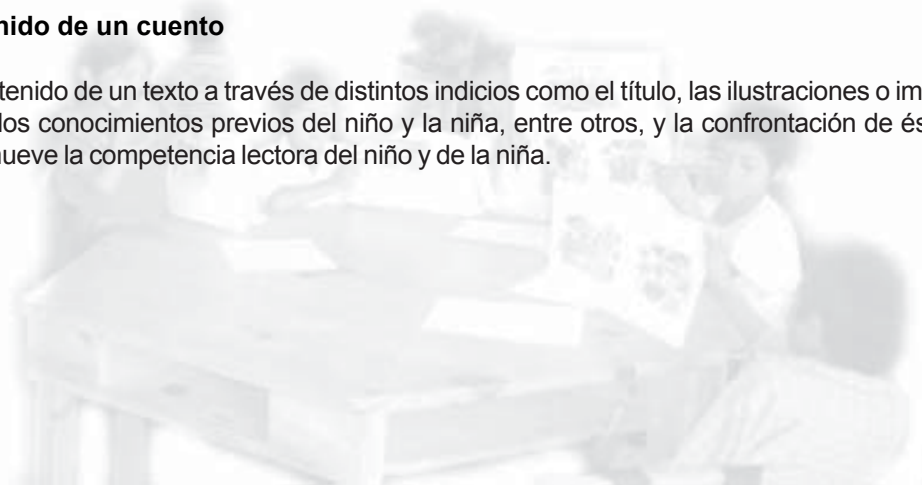 nido de un cuento
tenido de un texto a través de distintos indicios como el título, las ilustraciones o im
los conocimientos previos del niño y la niña, entre otros, y la confrontación de és
nueve la competencia lectora del niño y de la niña.